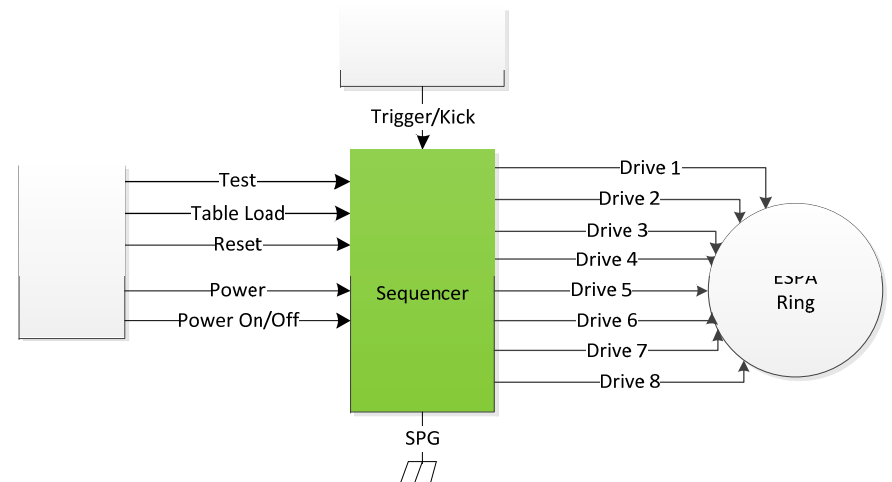 Trigger/Kick
Test
Table Load
Reset
Power
Power On/Off
Sequencer
Drive 1
Drive 2
Drive 3
Drive 4
Drive 5
Drive 6
Drive 7
Drive 8
ESPA
Ring
SPG